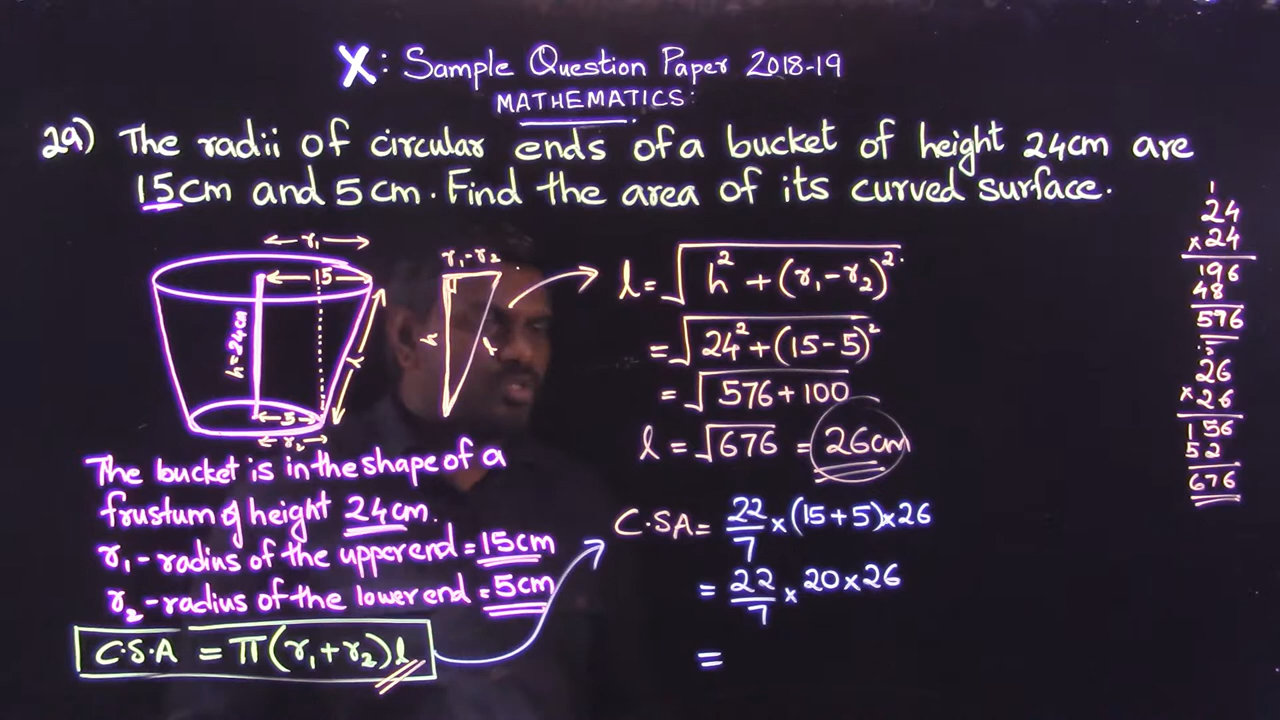 X: Sample Question Paper 2018-19
MATHEMATICS:
29) The radii of circular ends of a bucket of height 24cm are
15cm and 5cm. Find the area of its curved surface.
r₁
15
h=24cm
l
5
r₂
r₁-r₂
h
l
The bucket is in the shape of a
frustum of height 24cm.
r₁-radius of the upper end = 15cm
r₂-radius of the lower end = 5cm
C.S.A = π(r₁+r₂)l
l = √h²+(r₁-r₂)²
= √24²+(15-5)²
= √576+100
l = √676 = 26cm
C.S.A = 22/7 × (15+5) × 26
= 22/7 × 20 × 26
=
1
24
×24
196
48
576
26
×26
156
52
676